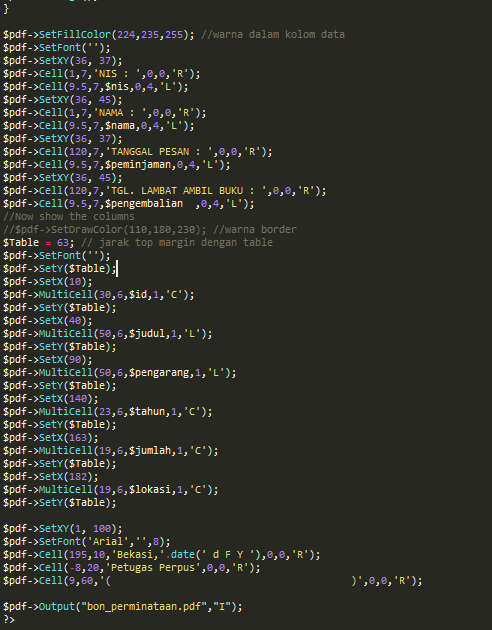 }

$pdf->SetFillColor(224,235,255); //warna dalam kolom data
$pdf->SetFont('');
$pdf->SetXY(36, 37);
$pdf->Cell(1,7,'NIS : ',0,0,'R');
$pdf->Cell(9.5,7,$nis,0,4,'L');
$pdf->SetXY(36, 45);
$pdf->Cell(1,7,'NAMA : ',0,0,'R');
$pdf->Cell(9.5,7,$nama,0,4,'L');
$pdf->SetXY(36, 37);
$pdf->Cell(120,7,'TANGGAL PESAN : ',0,0,'R');
$pdf->Cell(9.5,7,$peminjaman,0,4,'L');
$pdf->SetXY(36, 45);
$pdf->Cell(120,7,'TGL. LAMBAT AMBIL BUKU : ',0,0,'R');
$pdf->Cell(9.5,7,$pengembalian  ,0,4,'L');
//Now show the columns
//$pdf->SetDrawColor(110,180,230); //warna border
$Table = 63; // jarak top margin dengan table
$pdf->SetFont('');
$pdf->SetY($Table);
$pdf->SetX(10);
$pdf->MultiCell(30,6,$id,1,'C');
$pdf->SetY($Table);
$pdf->SetX(40);
$pdf->MultiCell(50,6,$judul,1,'L');
$pdf->SetY($Table);
$pdf->SetX(90);
$pdf->MultiCell(50,6,$pengarang,1,'L');
$pdf->SetY($Table);
$pdf->SetX(140);
$pdf->MultiCell(23,6,$tahun,1,'C');
$pdf->SetY($Table);
$pdf->SetX(163);
$pdf->MultiCell(19,6,$jumlah,1,'C');
$pdf->SetY($Table);
$pdf->SetX(182);
$pdf->MultiCell(19,6,$lokasi,1,'C');
$pdf->SetY($Table);

$pdf->SetXY(1, 100);
$pdf->SetFont('Arial','',8);
$pdf->Cell(195,10,'Bekasi,'.date(' d F Y '),0,0,'R');
$pdf->Cell(-8,20,'Petugas Perpus',0,0,'R');
$pdf->Cell(9,60,'(                                        )',0,0,'R');

$pdf->Output("bon_perminataan.pdf","I");
?>